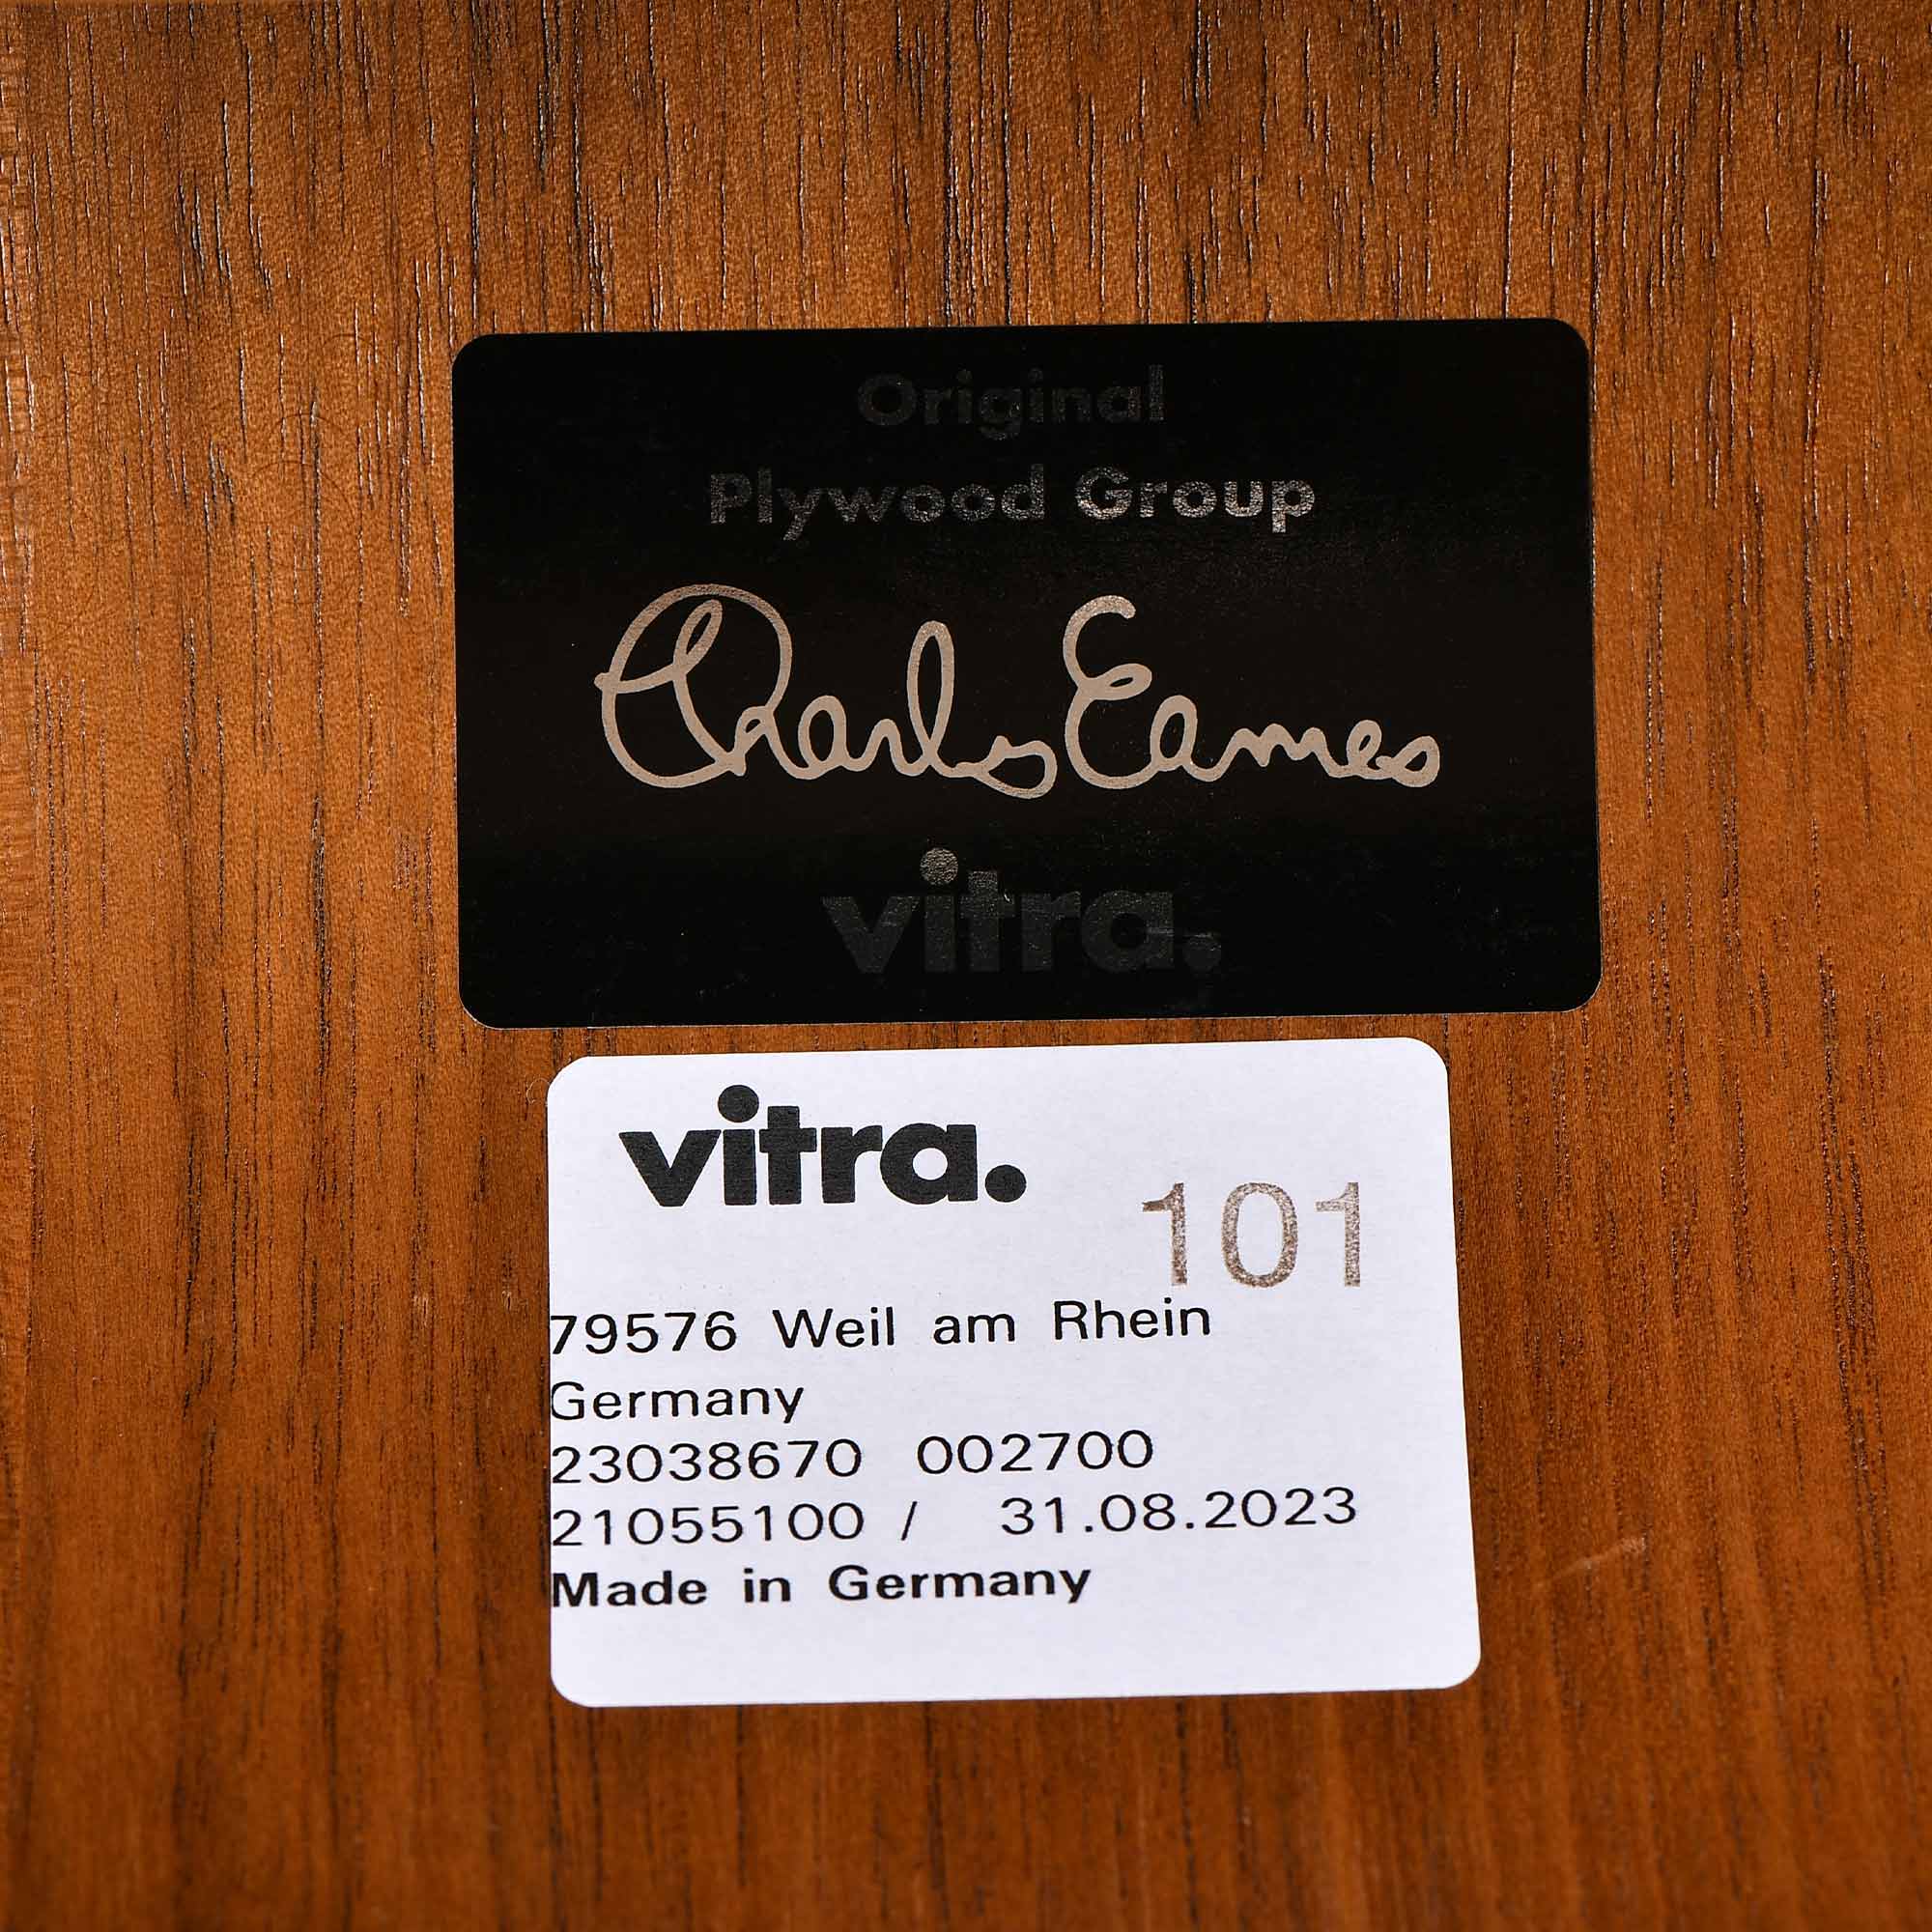 Original
Plywood Group
Charles Eames
vitra.
vitra.
101
79576 Weil am Rhein
Germany
23038670 002700
21055100 / 31.08.2023
Made in Germany